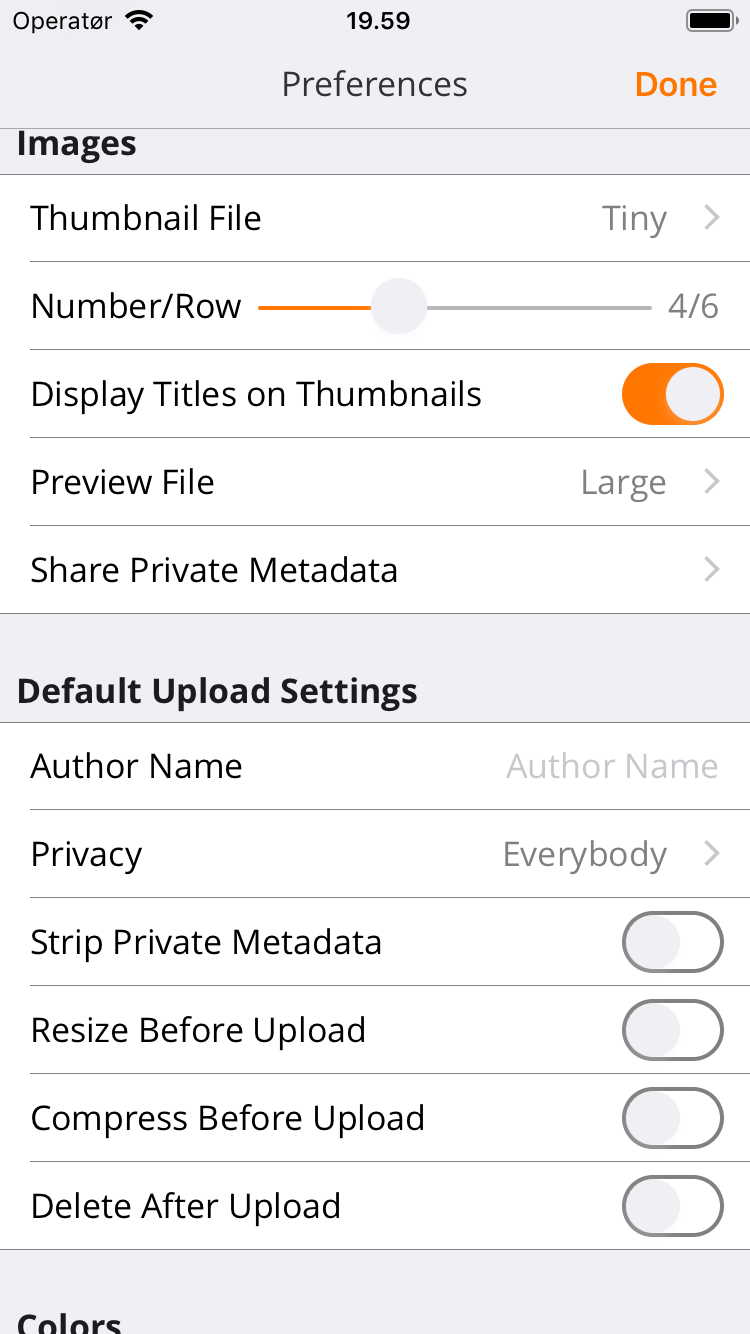 Operatør 19.59
Preferences Done
Images
Thumbnail File Tiny
Number/Row 4/6
Display Titles on Thumbnails
Preview File Large
Share Private Metadata
Default Upload Settings
Author Name Author Name
Privacy Everybody
Strip Private Metadata
Resize Before Upload
Compress Before Upload
Delete After Upload
Colors